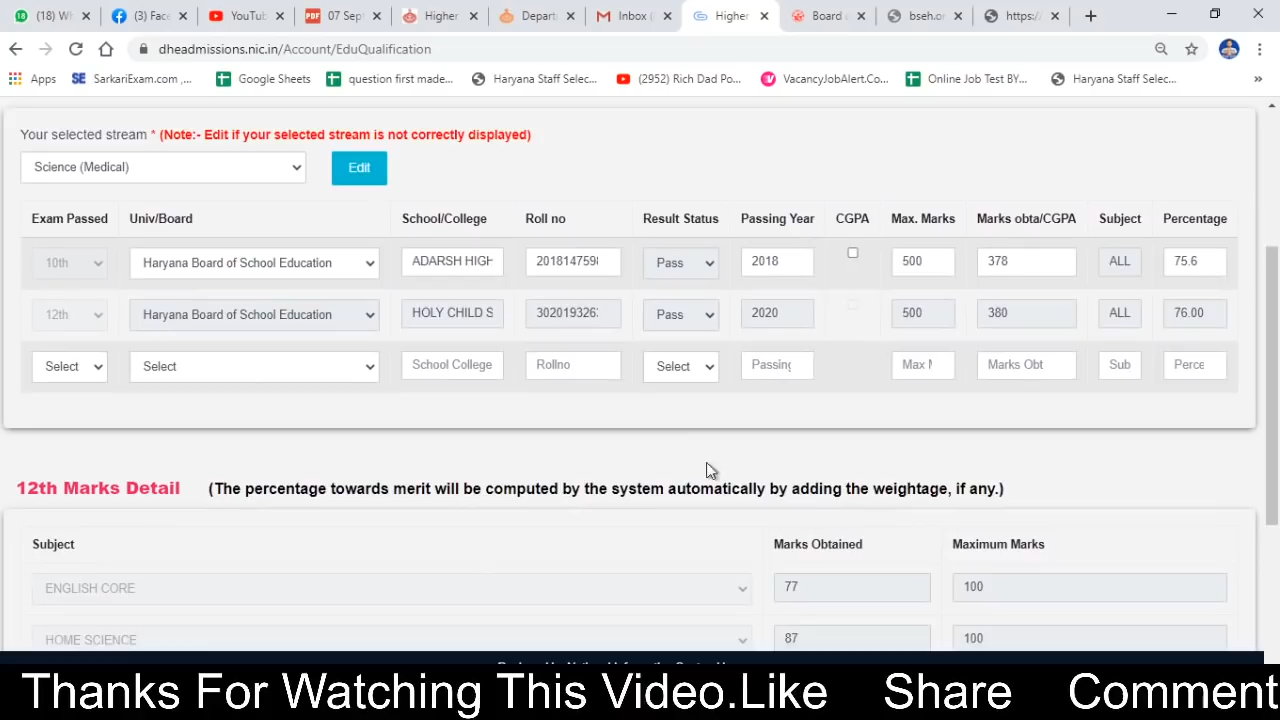 (18) W
(3) Face
YouTu
07 Sep
Higher
Depart
Inbox (
Higher
Board o
bseh.or
https:/
dheadmissions.nic.in/Account/EduQualification
Apps SarkariExam.com ,... Google Sheets question first made... Haryana Staff Selec... (2952) Rich Dad Po... VacancyJobAlert.Co... Online Job Test BY... Haryana Staff Selec... »
Your selected stream * (Note:- Edit if your selected stream is not correctly displayed)
Science (Medical) Edit
Exam Passed Univ/Board School/College Roll no Result Status Passing Year CGPA Max. Marks Marks obta/CGPA Subject Percentage
10th Haryana Board of School Education ADARSH HIGH 201814759 Pass 2018 500 378 ALL 75.6
12th Haryana Board of School Education HOLY CHILD S 302019326 Pass 2020 500 380 ALL 76.00
Select Select School College Rollno Select Passing Max M Marks Obt Sub Perce
12th Marks Detail (The percentage towards merit will be computed by the system automatically by adding the weightage, if any.)
Subject Marks Obtained Maximum Marks
ENGLISH CORE 77 100
HOME SCIENCE 87 100
Thanks For Watching This Video.Like Share Comment